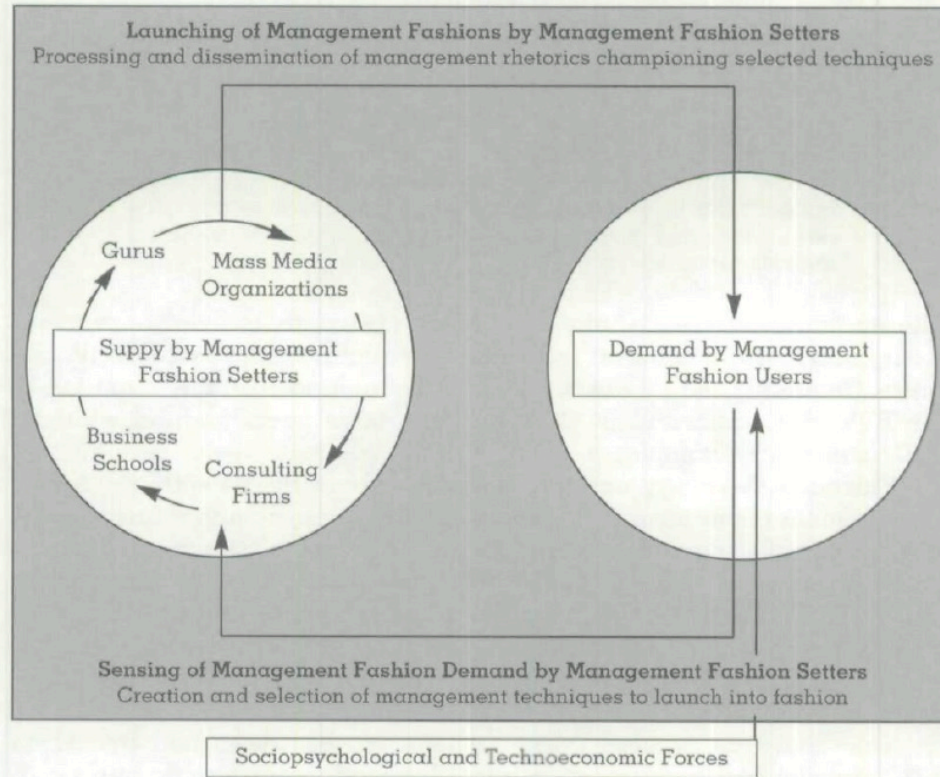 Launching of Management Fashions by Management Fashion Setters
Processing and dissemination of management rhetorics championing selected techniques
Gurus
Mass Media
Organizations
Suppy by Management
Fashion Setters
Demand by Management
Fashion Users
Business
Schools
Consulting
Firms
Sensing of Management Fashion Demand by Management Fashion Setters
Creation and selection of management techniques to launch into fashion
Sociopsychological and Technoeconomic Forces